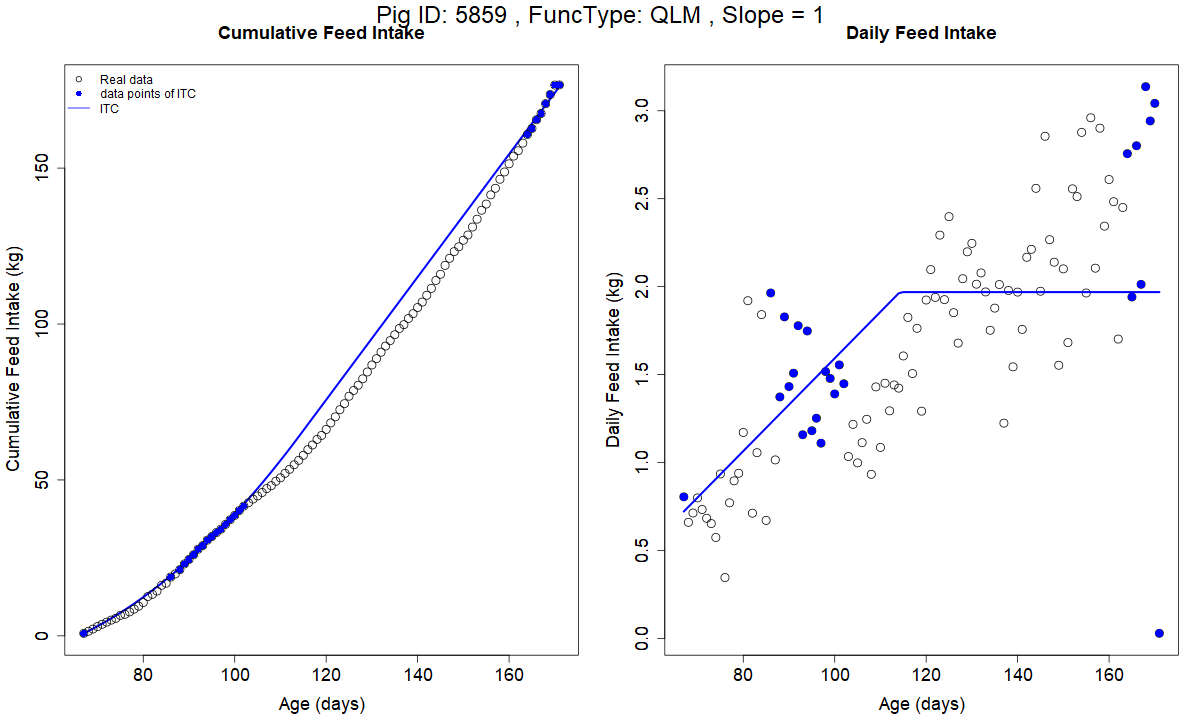 Pig ID: 5859 , FuncType: QLM , Slope = 1
Cumulative Feed Intake
Daily Feed Intake
Real data
data points of ITC
ITC
Cumulative Feed Intake (kg)
0
50
100
150
80
100
120
140
160
Age (days)
Daily Feed Intake (kg)
0.0
0.5
1.0
1.5
2.0
2.5
3.0
80
100
120
140
160
Age (days)